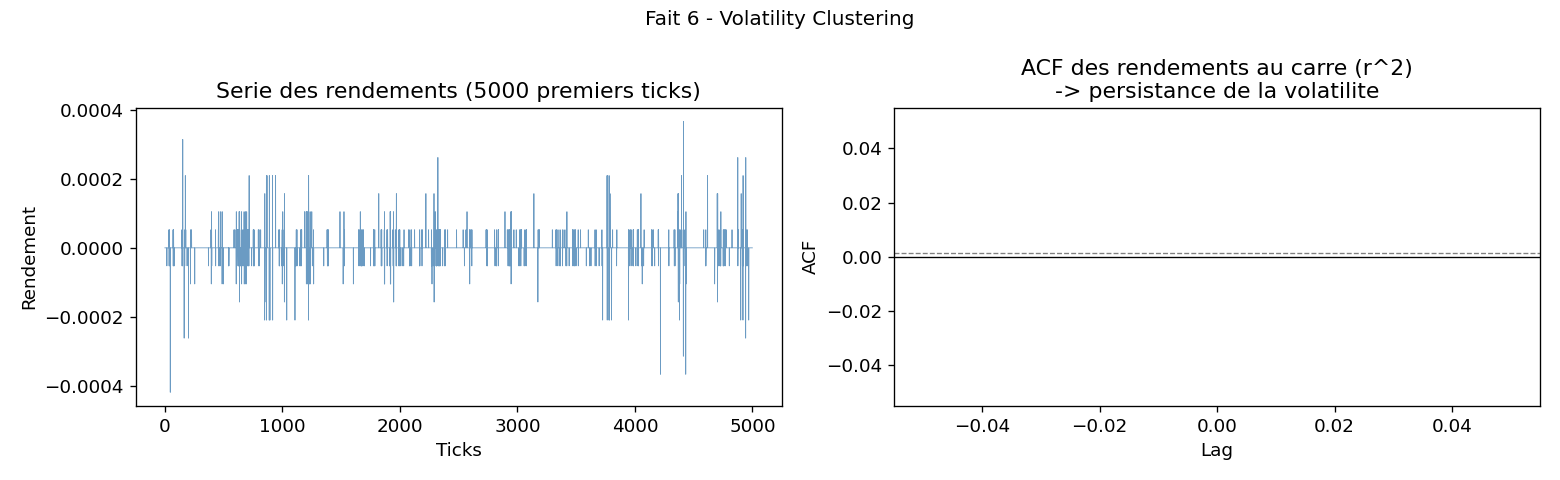 Fait 6 - Volatility Clustering
Serie des rendements (5000 premiers ticks)
0.0004
0.0002
0.0000
−0.0002
−0.0004
Rendement
0
1000
2000
3000
4000
5000
Ticks
ACF des rendements au carre (r^2)
-> persistance de la volatilite
0.04
0.02
0.00
−0.02
−0.04
ACF
−0.04
−0.02
0.00
0.02
0.04
Lag